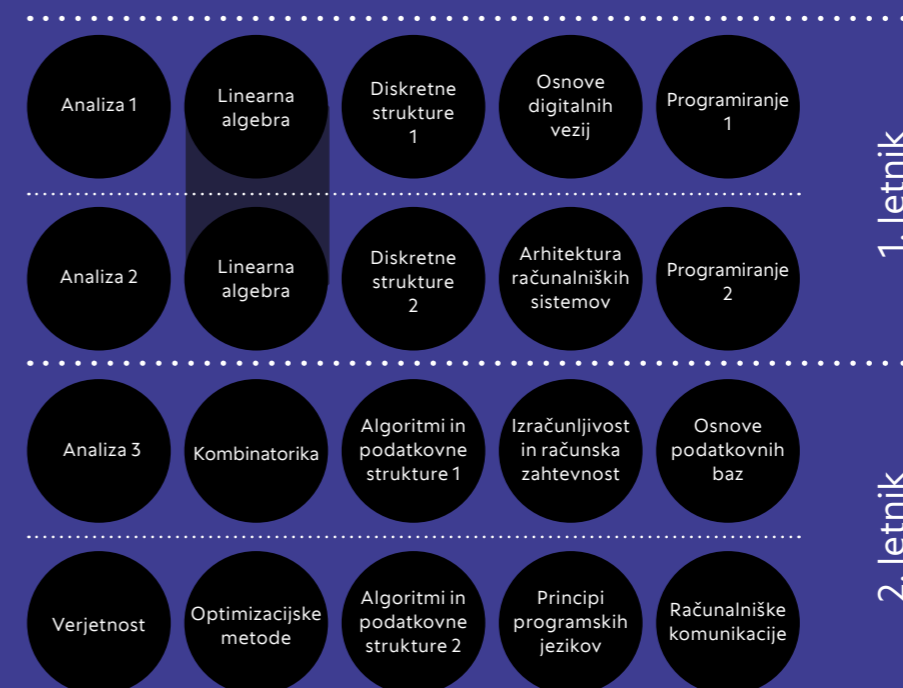 Analiza 1
Linearna
algebra
Diskretne
strukture
1
Osnove
digitalnih
vezij
Programiranje
1
1. letnik
Analiza 2
Linearna
algebra
Diskretne
strukture
2
Arhitektura
računalniških
sistemov
Programiranje
2
Analiza 3
Kombinatorika
Algoritmi in
podatkovne
strukture 1
Izračunljivost
in računska
zahtevnost
Osnove
podatkovnih
baz
2. letnik
Verjetnost
Optimizacijske
metode
Algoritmi in
podatkovne
strukture 2
Principi
programskih
jezikov
Računalniške
komunikacije